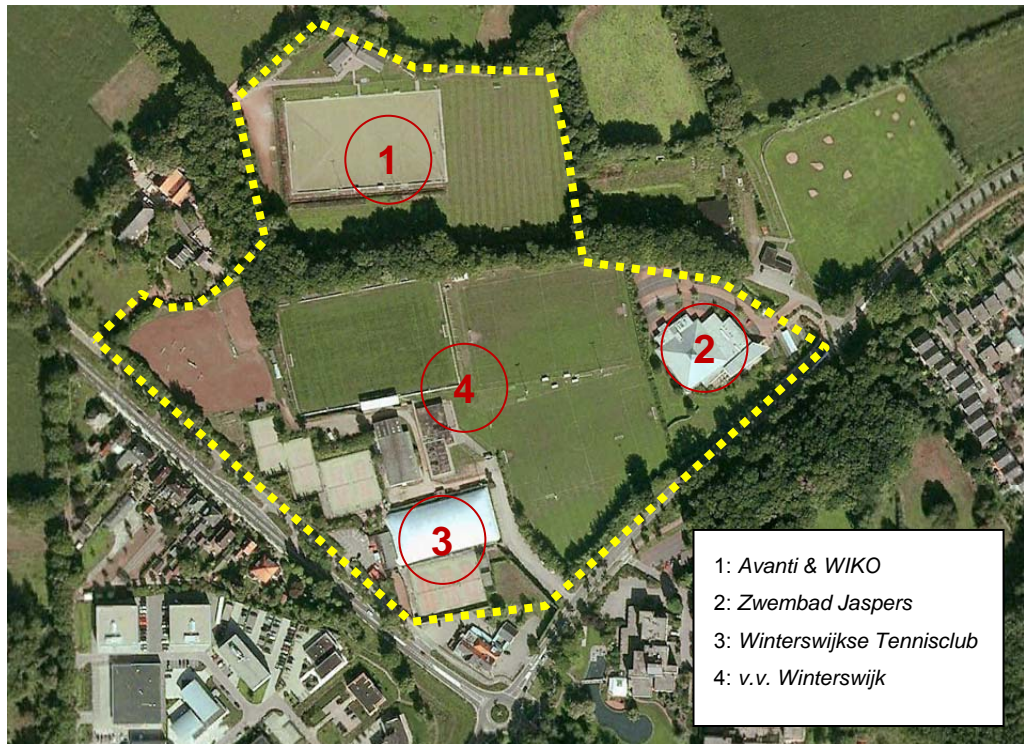 1
2
4
3
1: Avanti & WIKO
2: Zwembad Jaspers
3: Winterswijkse Tennisclub
4: v.v. Winterswijk